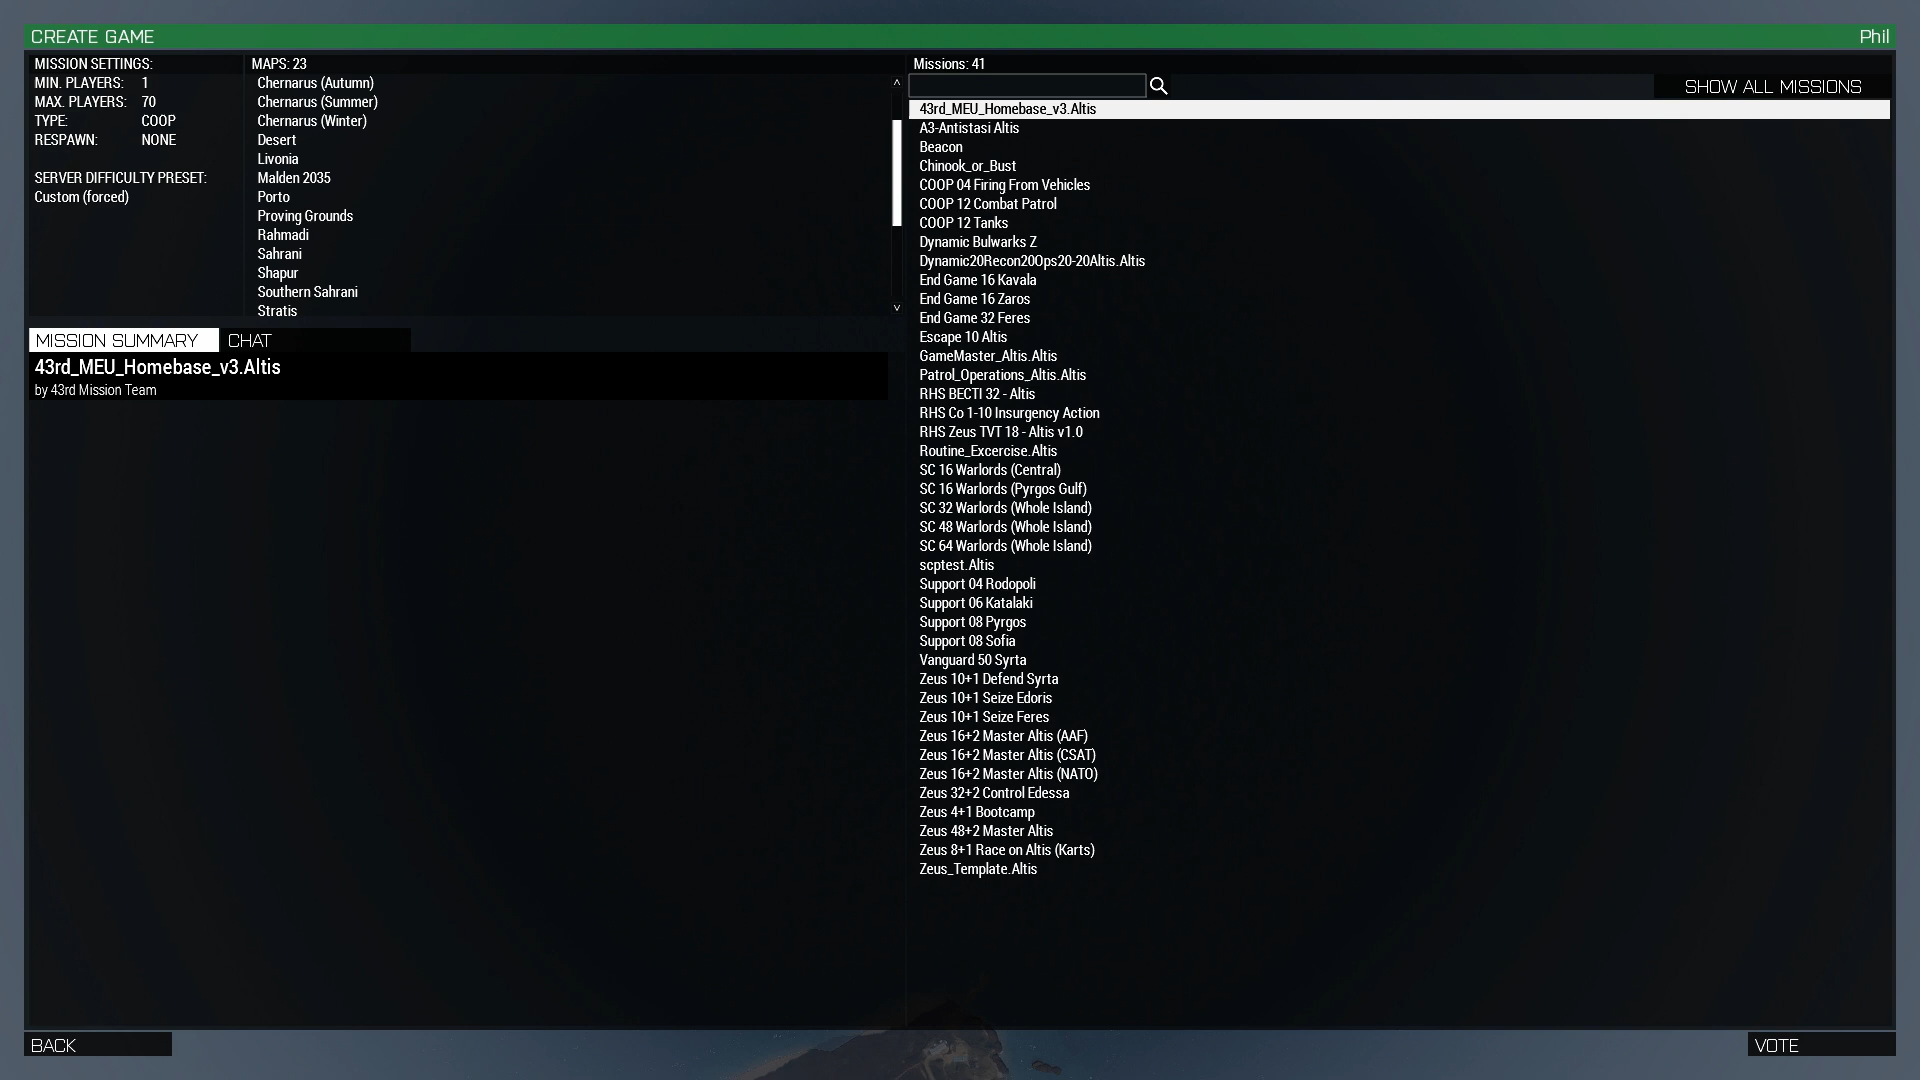 CREATE GAME
Phil
MISSION SETTINGS:
MIN. PLAYERS: 1
MAX. PLAYERS: 70
TYPE: COOP
RESPAWN: NONE
SERVER DIFFICULTY PRESET:
Custom (forced)
MAPS: 23
Chernarus (Autumn)
Chernarus (Summer)
Chernarus (Winter)
Desert
Livonia
Malden 2035
Porto
Proving Grounds
Rahmadi
Sahrani
Shapur
Southern Sahrani
Stratis
MISSION SUMMARY
CHAT
43rd_MEU_Homebase_v3.Altis
by 43rd Mission Team
Missions: 41
SHOW ALL MISSIONS
43rd_MEU_Homebase_v3.Altis
A3-Antistasi Altis
Beacon
Chinook_or_Bust
COOP 04 Firing From Vehicles
COOP 12 Combat Patrol
COOP 12 Tanks
Dynamic Bulwarks Z
Dynamic20Recon20Ops20-20Altis.Altis
End Game 16 Kavala
End Game 16 Zaros
End Game 32 Feres
Escape 10 Altis
GameMaster_Altis.Altis
Patrol_Operations_Altis.Altis
RHS BECTI 32 - Altis
RHS Co 1-10 Insurgency Action
RHS Zeus TVT 18 - Altis v1.0
Routine_Excercise.Altis
SC 16 Warlords (Central)
SC 16 Warlords (Pyrgos Gulf)
SC 32 Warlords (Whole Island)
SC 48 Warlords (Whole Island)
SC 64 Warlords (Whole Island)
scptest.Altis
Support 04 Rodopoli
Support 06 Katalaki
Support 08 Pyrgos
Support 08 Sofia
Vanguard 50 Syrta
Zeus 10+1 Defend Syrta
Zeus 10+1 Seize Edoris
Zeus 10+1 Seize Feres
Zeus 16+2 Master Altis (AAF)
Zeus 16+2 Master Altis (CSAT)
Zeus 16+2 Master Altis (NATO)
Zeus 32+2 Control Edessa
Zeus 4+1 Bootcamp
Zeus 48+2 Master Altis
Zeus 8+1 Race on Altis (Karts)
Zeus_Template.Altis
BACK
VOTE